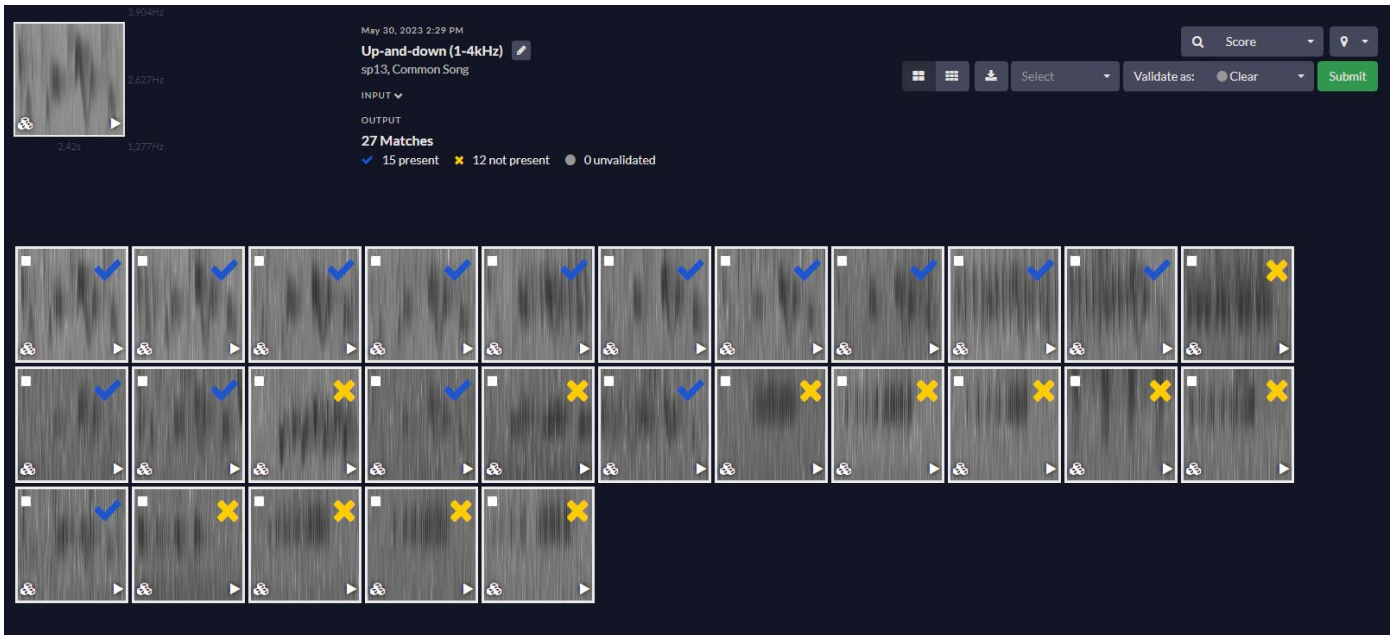 3,904Hz
2,627Hz
2.42s 1,277Hz
May 30, 2023 2:29 PM
Up-and-down (1-4kHz)
sp13, Common Song
INPUT
OUTPUT
27 Matches
15 present 12 not present 0 unvalidated
Score
Select Validate as: Clear Submit